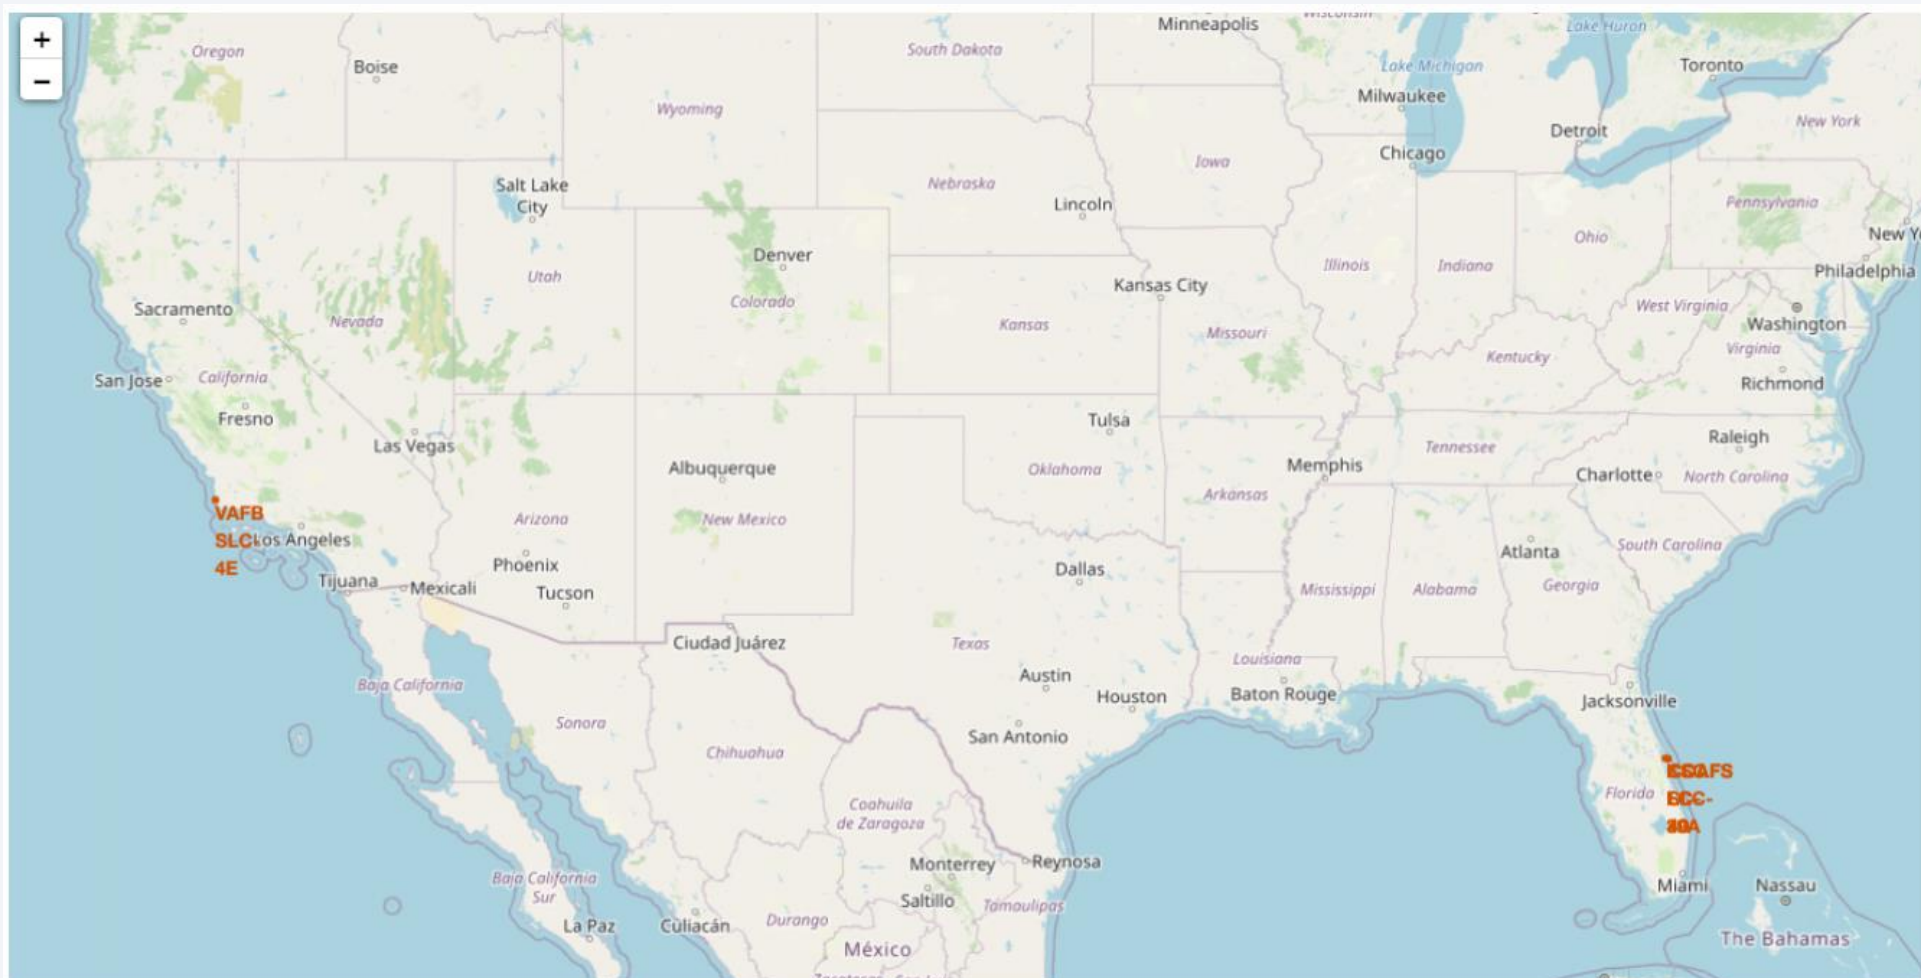 +
−
Minneapolis
Wisconsin
Lake Huron
Oregon
Boise
South Dakota
Lake Michigan
Toronto
Wyoming
Milwaukee
Detroit
New York
Chicago
Iowa
Salt Lake
City
Nebraska
Lincoln
Pennsylvania
Ohio
New Y
Denver
Utah
Illinois
Indiana
Philadelphia
Kansas City
Colorado
Sacramento
Nevada
Kansas
Missouri
West Virginia
Washington
Virginia
Kentucky
San Jose
California
Richmond
Fresno
Las Vegas
Tulsa
Raleigh
Tennessee
Albuquerque
Oklahoma
Memphis
Charlotte
North Carolina
Arkansas
VAFB
SLC-
4E
Los Angeles
Arizona
New Mexico
Atlanta
South Carolina
Phoenix
Dallas
Tijuana
Mexicali
Tucson
Mississippi
Alabama
Georgia
Ciudad Juárez
Texas
Louisiana
Austin
Baton Rouge
Houston
Baja California
Jacksonville
Sonora
San Antonio
Chihuahua
Florida
Coahuila
de Zaragoza
Monterrey
Reynosa
Saltillo
Tamaulipas
Baja California
Sur
Miami
Nassau
La Paz
Culiacán
Durango
México
The Bahamas